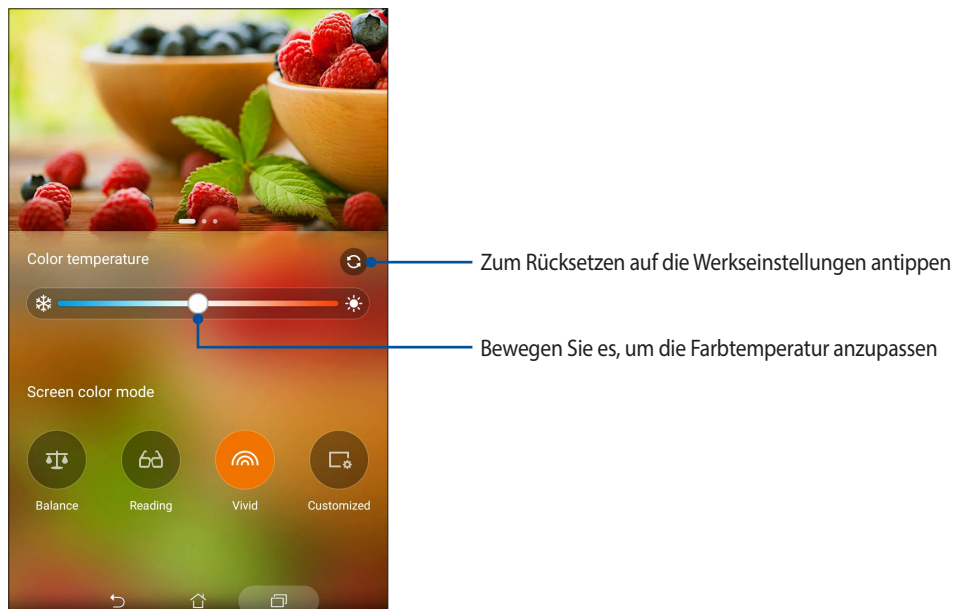 Color temperature
Zum Rücksetzen auf die Werkseinstellungen antippen
Bewegen Sie es, um die Farbtemperatur anzupassen
Screen color mode
Balance Reading Vivid Customized